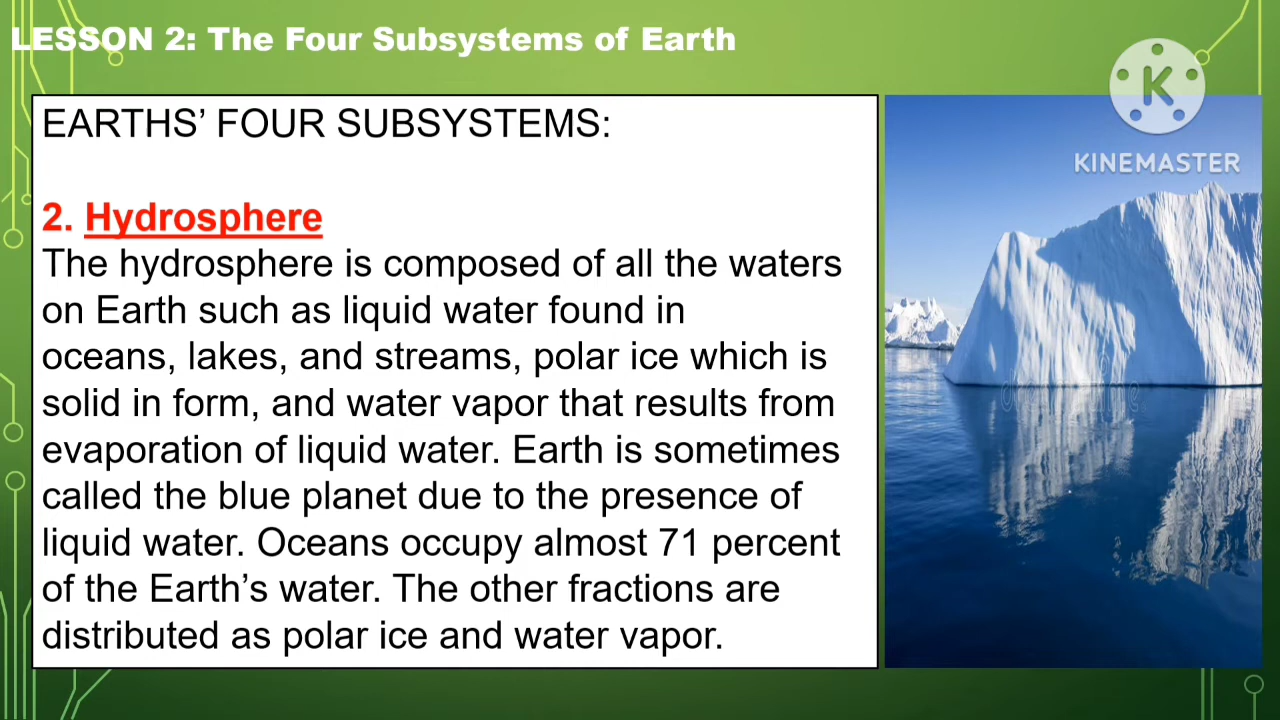 LESSON 2: The Four Subsystems of Earth
K
KINEMASTER
EARTHS’ FOUR SUBSYSTEMS:
2. Hydrosphere
The hydrosphere is composed of all the waters
on Earth such as liquid water found in
oceans, lakes, and streams, polar ice which is
solid in form, and water vapor that results from
evaporation of liquid water. Earth is sometimes
called the blue planet due to the presence of
liquid water. Oceans occupy almost 71 percent
of the Earth’s water. The other fractions are
distributed as polar ice and water vapor.